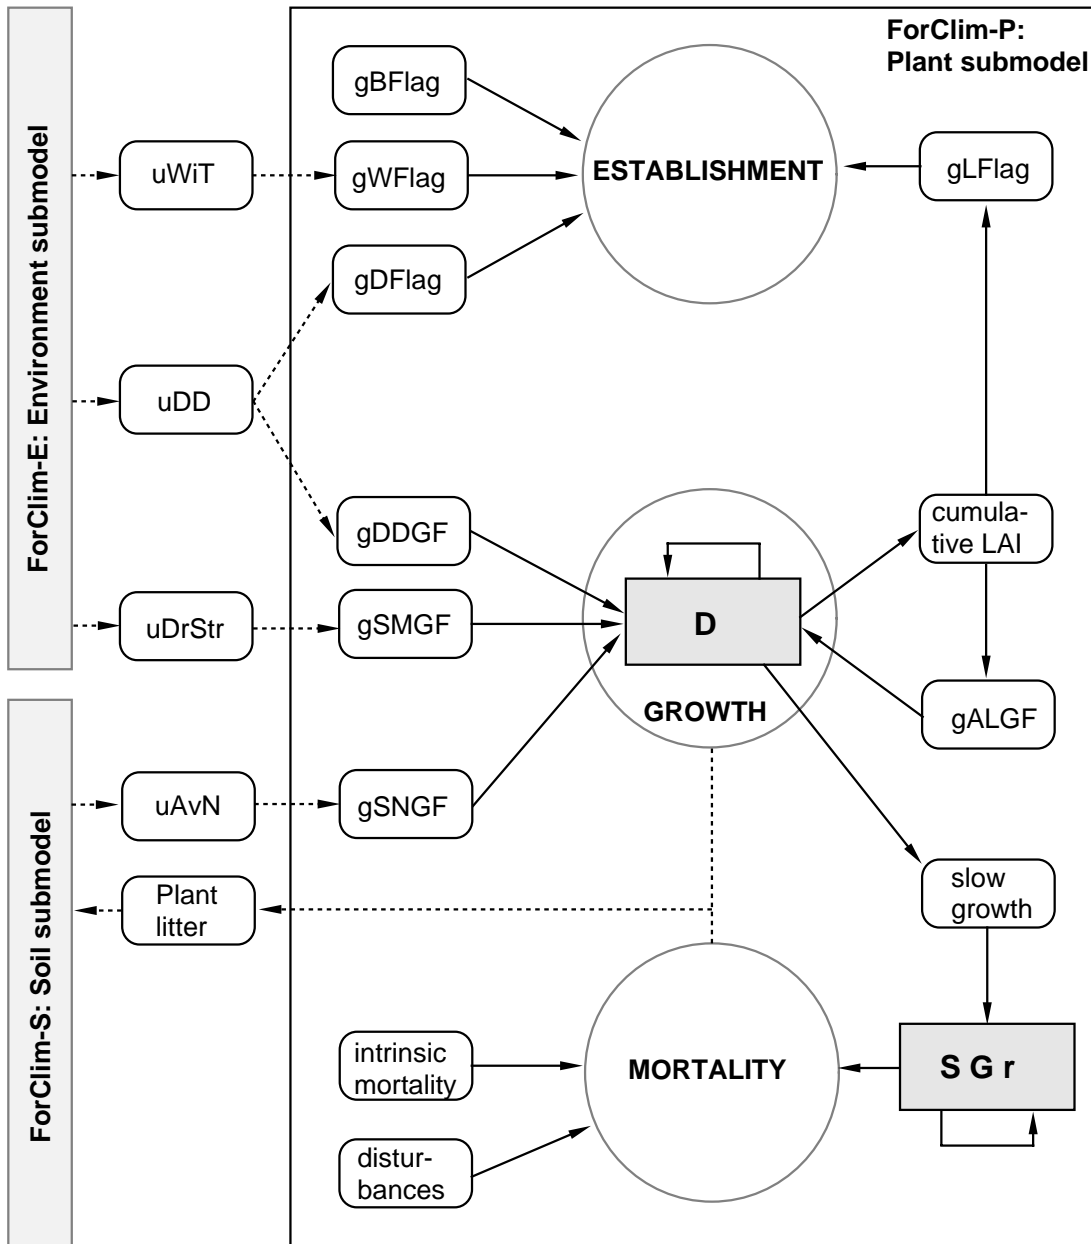 ForClim-P:
Plant submodel
ForClim-E: Environment submodel
gBFlag
uWiT
gWFlag
ESTABLISHMENT
gLFlag
gDFlag
uDD
gDDGF
cumula-
tive LAI
uDrStr
gSMGF
D
GROWTH
gALGF
ForClim-S: Soil submodel
uAvN
gSNGF
Plant
litter
slow
growth
intrinsic
mortality
MORTALITY
S G r
distur-
bances